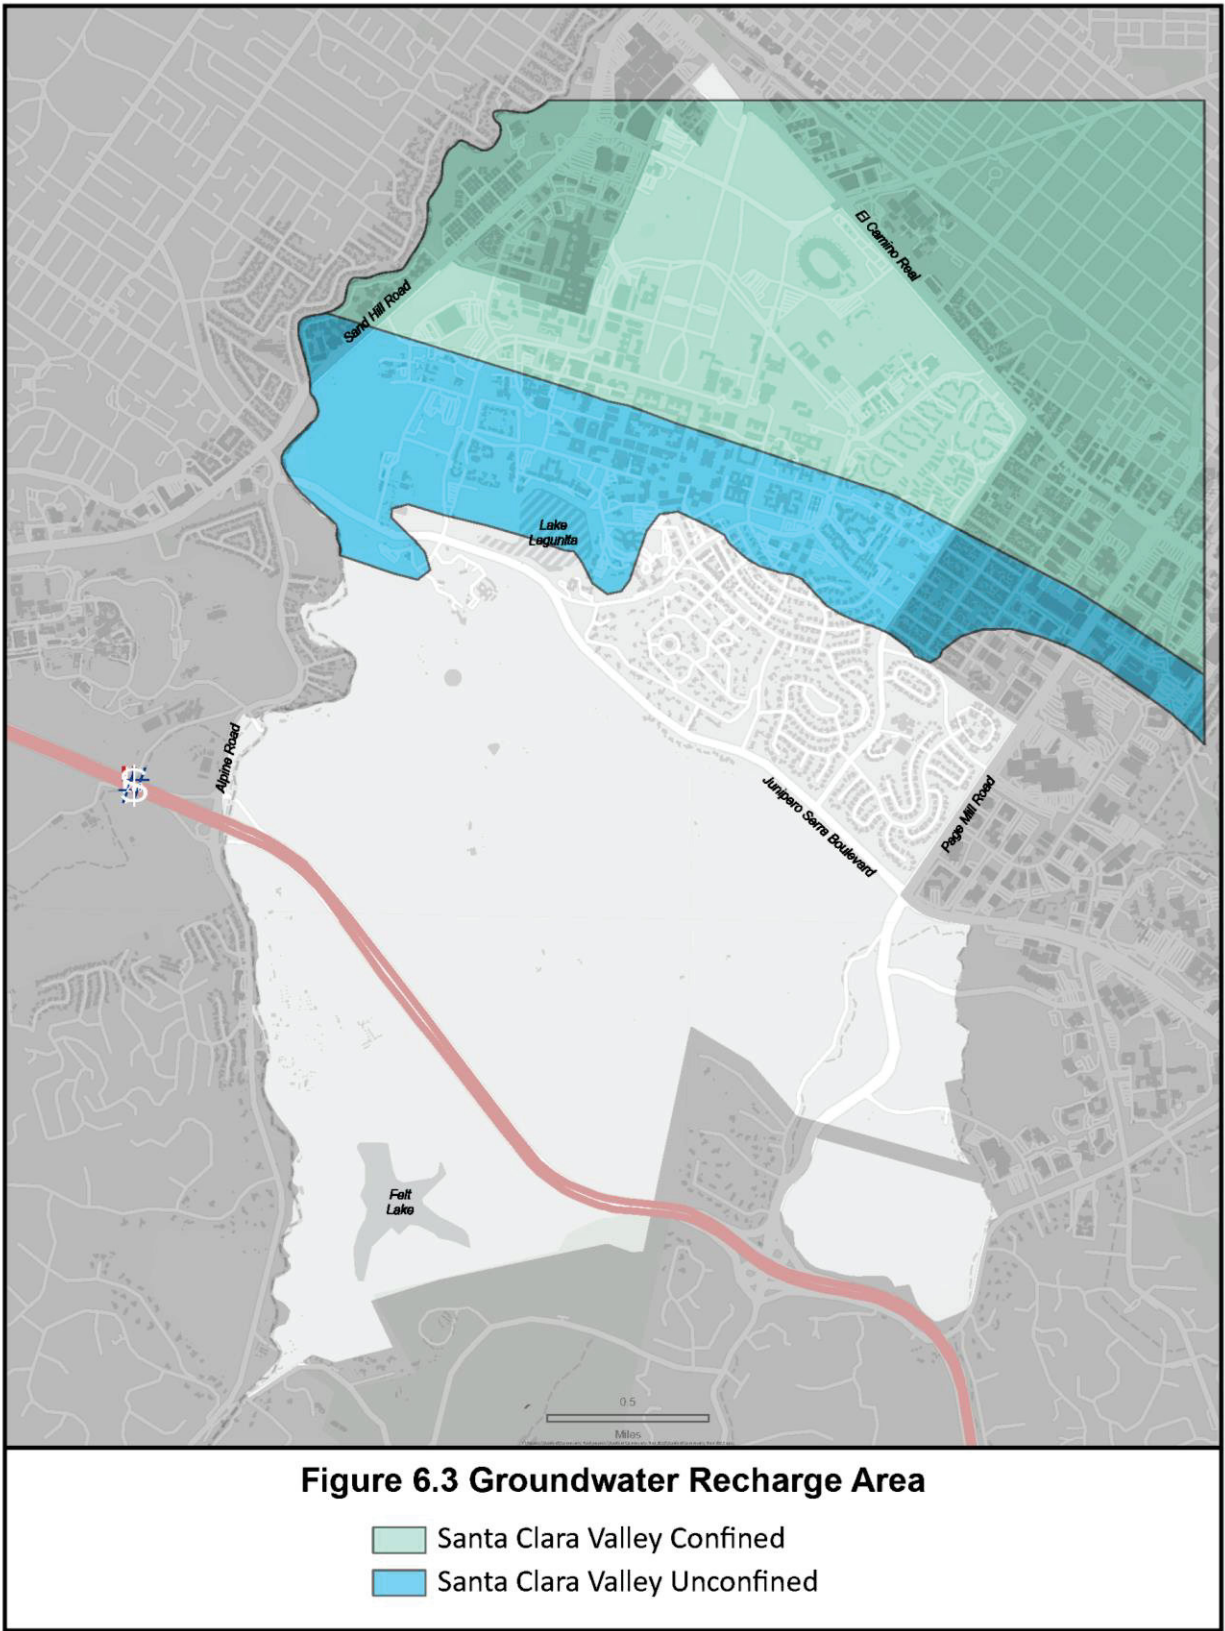 El Camino Real
Sand Hill Road
Lake
Lagunita
Alpine Road
Junipero Serra Boulevard
Page Mill Road
Felt
Lake
0.5
Miles
Figure 6.3 Groundwater Recharge Area
Santa Clara Valley Confined
Santa Clara Valley Unconfined